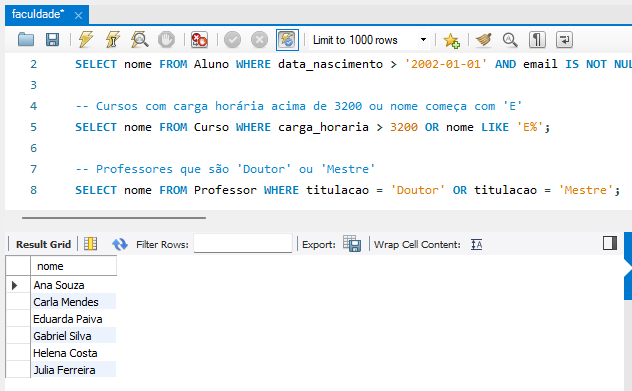 faculdade* ×
Limit to 1000 rows
2 SELECT nome FROM Aluno WHERE data_nascimento > '2002-01-01' AND email IS NOT NUL
3
4 -- Cursos com carga horária acima de 3200 ou nome começa com 'E'
5 SELECT nome FROM Curso WHERE carga_horaria > 3200 OR nome LIKE 'E%';
6
7 -- Professores que são 'Doutor' ou 'Mestre'
8 SELECT nome FROM Professor WHERE titulacao = 'Doutor' OR titulacao = 'Mestre';
Result Grid Filter Rows: Export: Wrap Cell Content: IA
nome
Ana Souza
Carla Mendes
Eduarda Paiva
Gabriel Silva
Helena Costa
Julia Ferreira